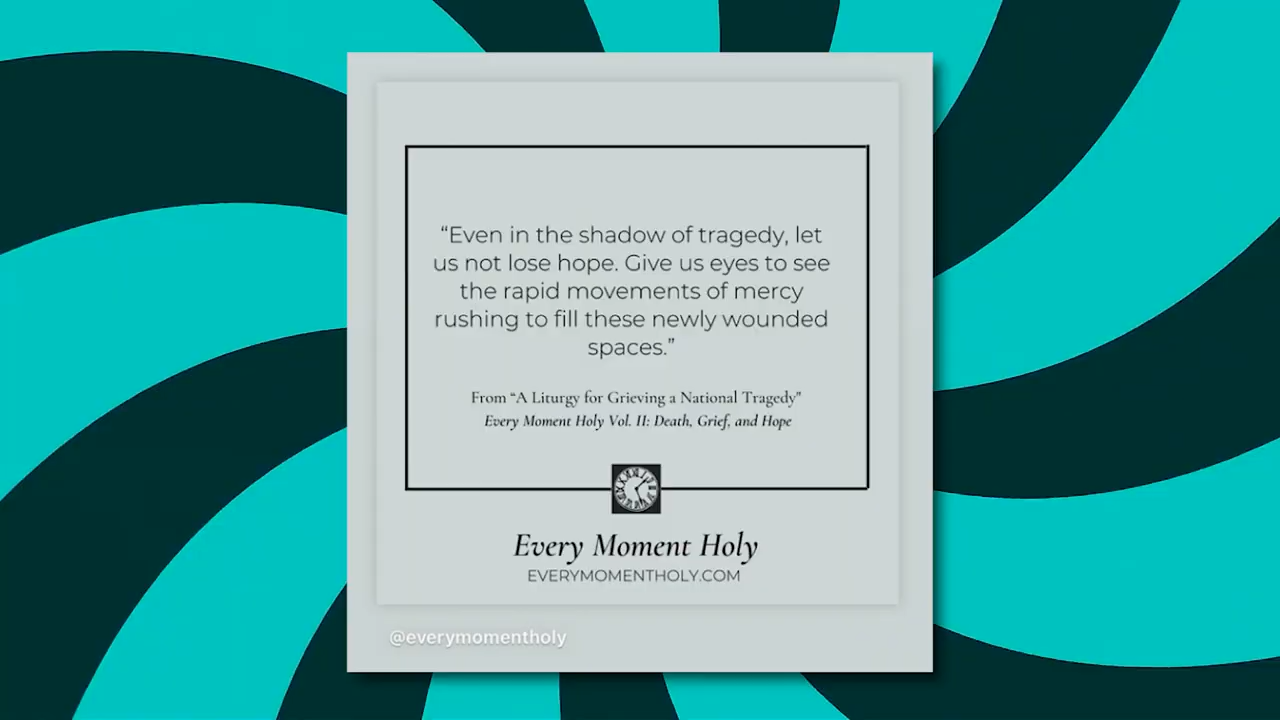 “Even in the shadow of tragedy, let
us not lose hope. Give us eyes to see
the rapid movements of mercy
rushing to fill these newly wounded
spaces.”
From “A Liturgy for Grieving a National Tragedy”
Every Moment Holy Vol. II: Death, Grief, and Hope
Every Moment Holy
EVERYMOMENTHOLY.COM
@everymomentholy